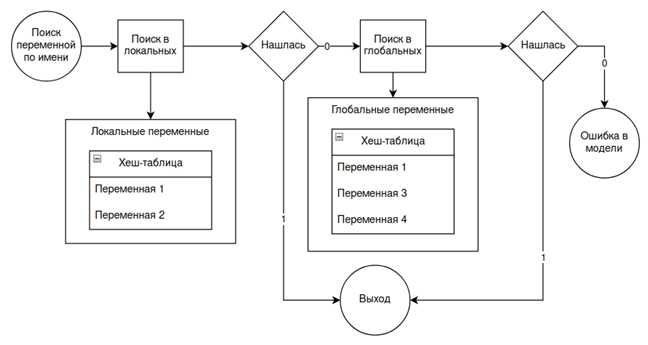 Поиск
переменной
по имени
Поиск в
локальных
Нашлась
0
Поиск в
глобальных
Нашлась
0
Ошибка в
модели
Локальные переменные
Хеш-таблица
Переменная 1
Переменная 2
1
Глобальные переменные
Хеш-таблица
Переменная 1
Переменная 3
Переменная 4
1
Выход